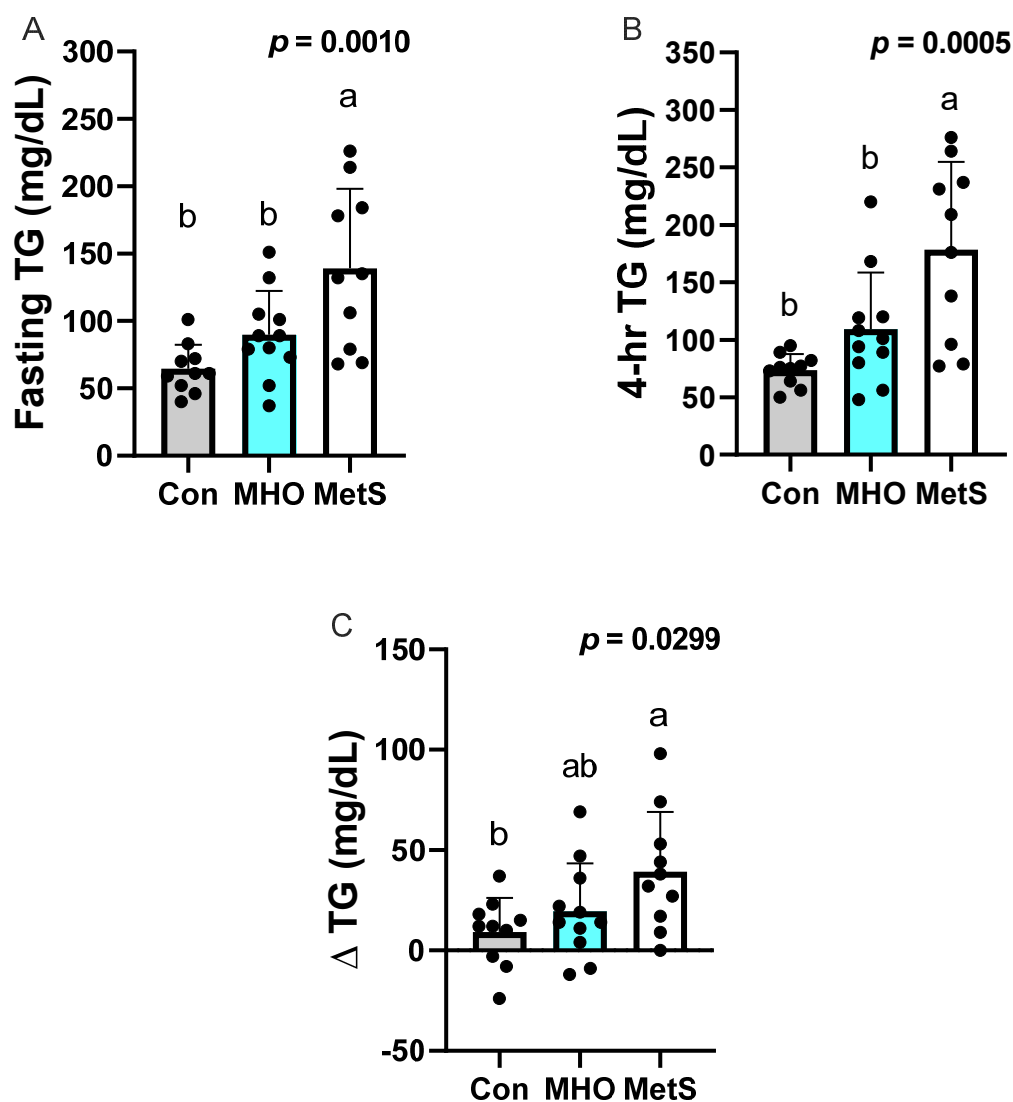 A
p = 0.0010
Fasting TG (mg/dL)
300
250
200
150
100
50
0
b
b
a
Con MHO MetS
B
p = 0.0005
4-hr TG (mg/dL)
350
300
250
200
150
100
50
0
b
b
a
Con MHO MetS
C
p = 0.0299
Δ TG (mg/dL)
150
100
50
0
-50
b
ab
a
Con MHO MetS